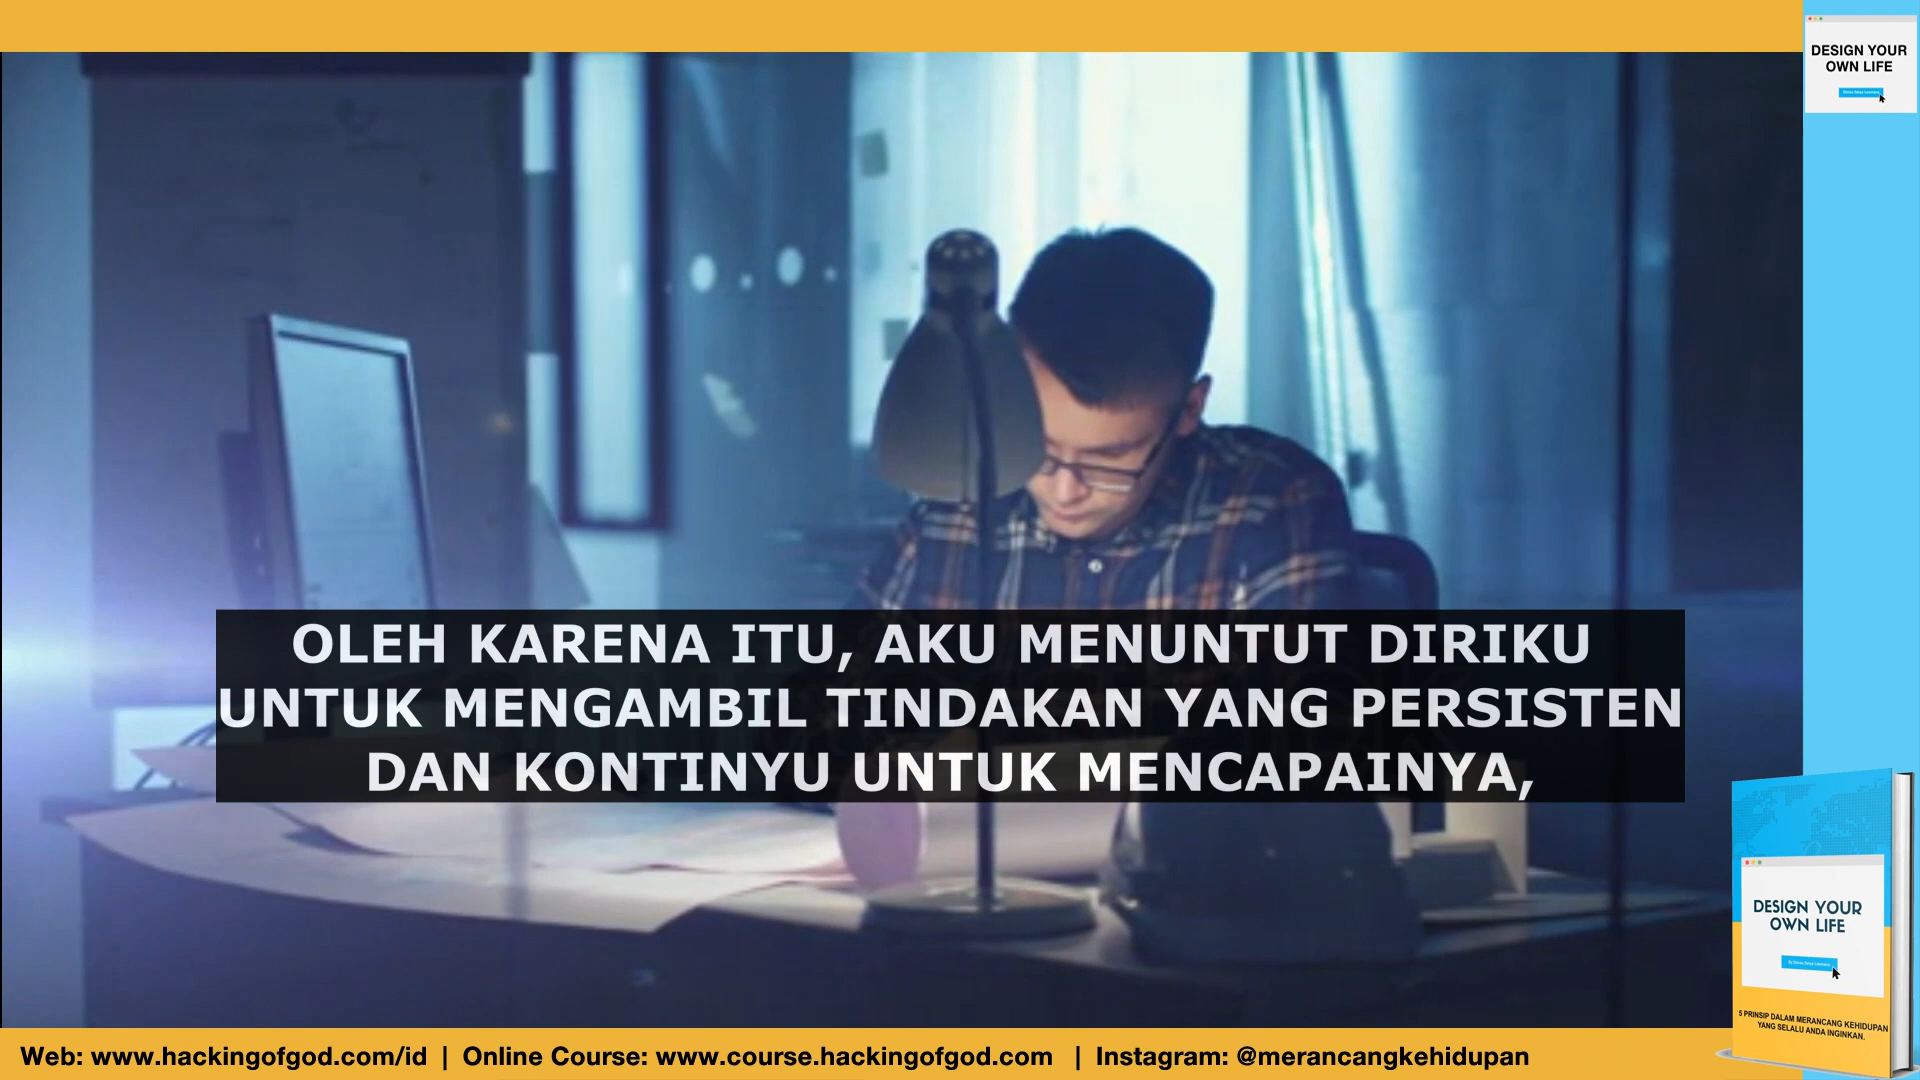 DESIGN YOUR
OWN LIFE
OLEH KARENA ITU, AKU MENUNTUT DIRIKU
UNTUK MENGAMBIL TINDAKAN YANG PERSISTEN
DAN KONTINYU UNTUK MENCAPAINYA,
DESIGN YOUR
OWN LIFE
5 PRINSIP DALAM MERANCANG KEHIDUPAN
YANG SELALU ANDA INGINKAN.
Web: www.hackingofgod.com/id | Online Course: www.course.hackingofgod.com | Instagram: @merancangkehidupan